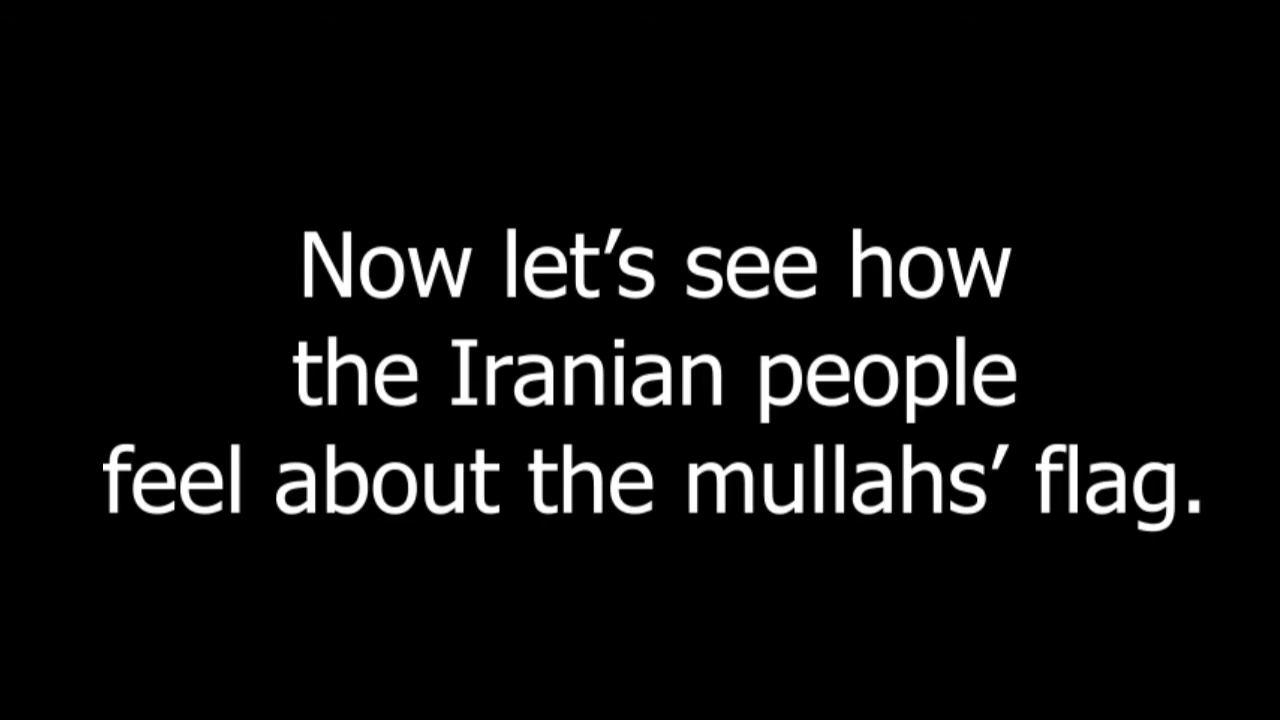 Now let’s see how
the Iranian people
feel about the mullahs’ flag.